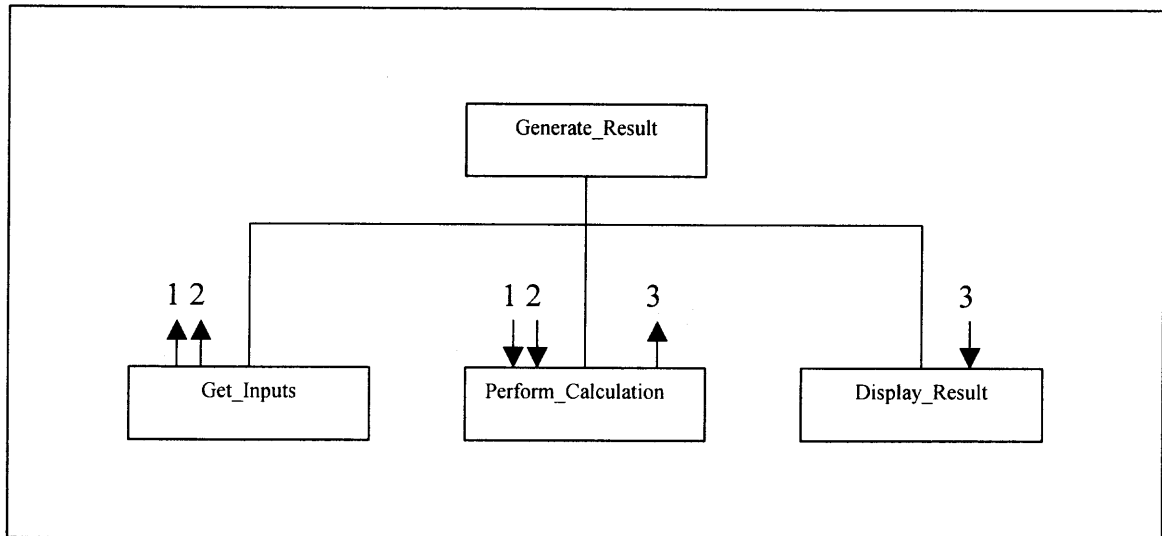 Generate_Result
1 2
1 2
3
3
Get_Inputs
Perform_Calculation
Display_Result